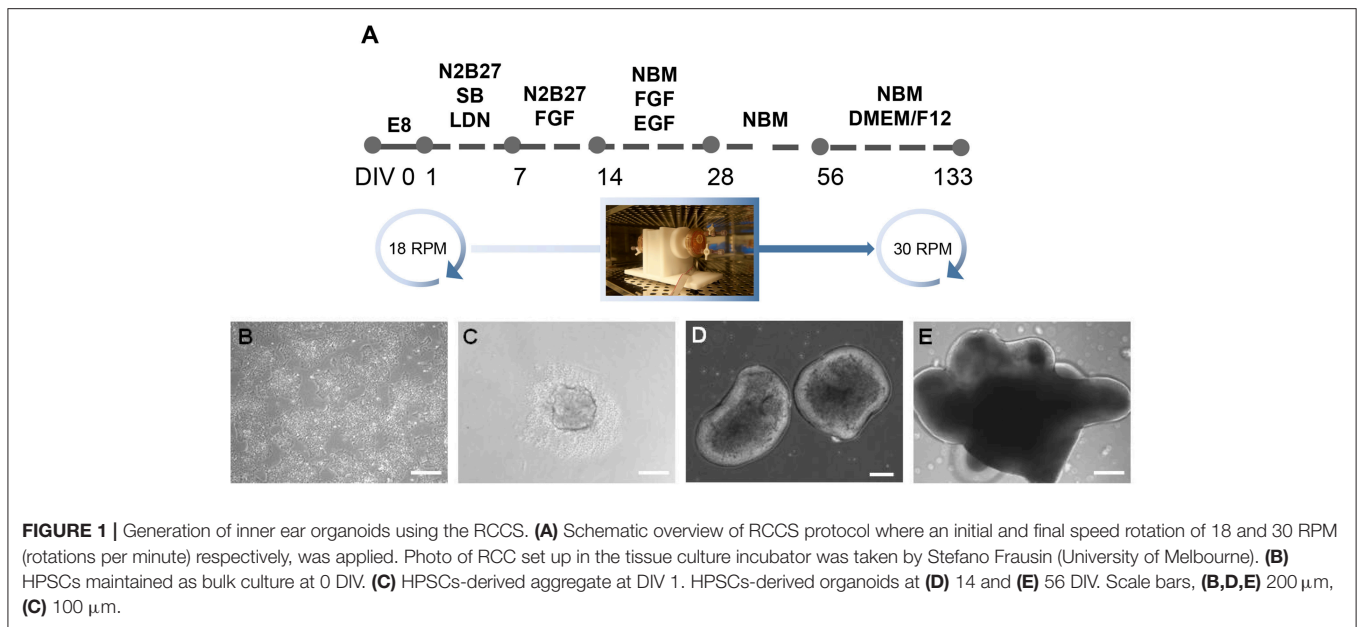 A
N2B27
SB
LDN
N2B27
FGF
NBM
FGF
EGF
NBM
NBM
DMEM/F12
E8
DIV 0 1 7 14 28 56 133
18 RPM
30 RPM
B
C
D
E
FIGURE 1 | Generation of inner ear organoids using the RCCS. (A) Schematic overview of RCCS protocol where an initial and final speed rotation of 18 and 30 RPM
(rotations per minute) respectively, was applied. Photo of RCC set up in the tissue culture incubator was taken by Stefano Frausin (University of Melbourne). (B)
HPSCs maintained as bulk culture at 0 DIV. (C) HPSCs-derived aggregate at DIV 1. HPSCs-derived organoids at (D) 14 and (E) 56 DIV. Scale bars, (B,D,E) 200 μm,
(C) 100 μm.